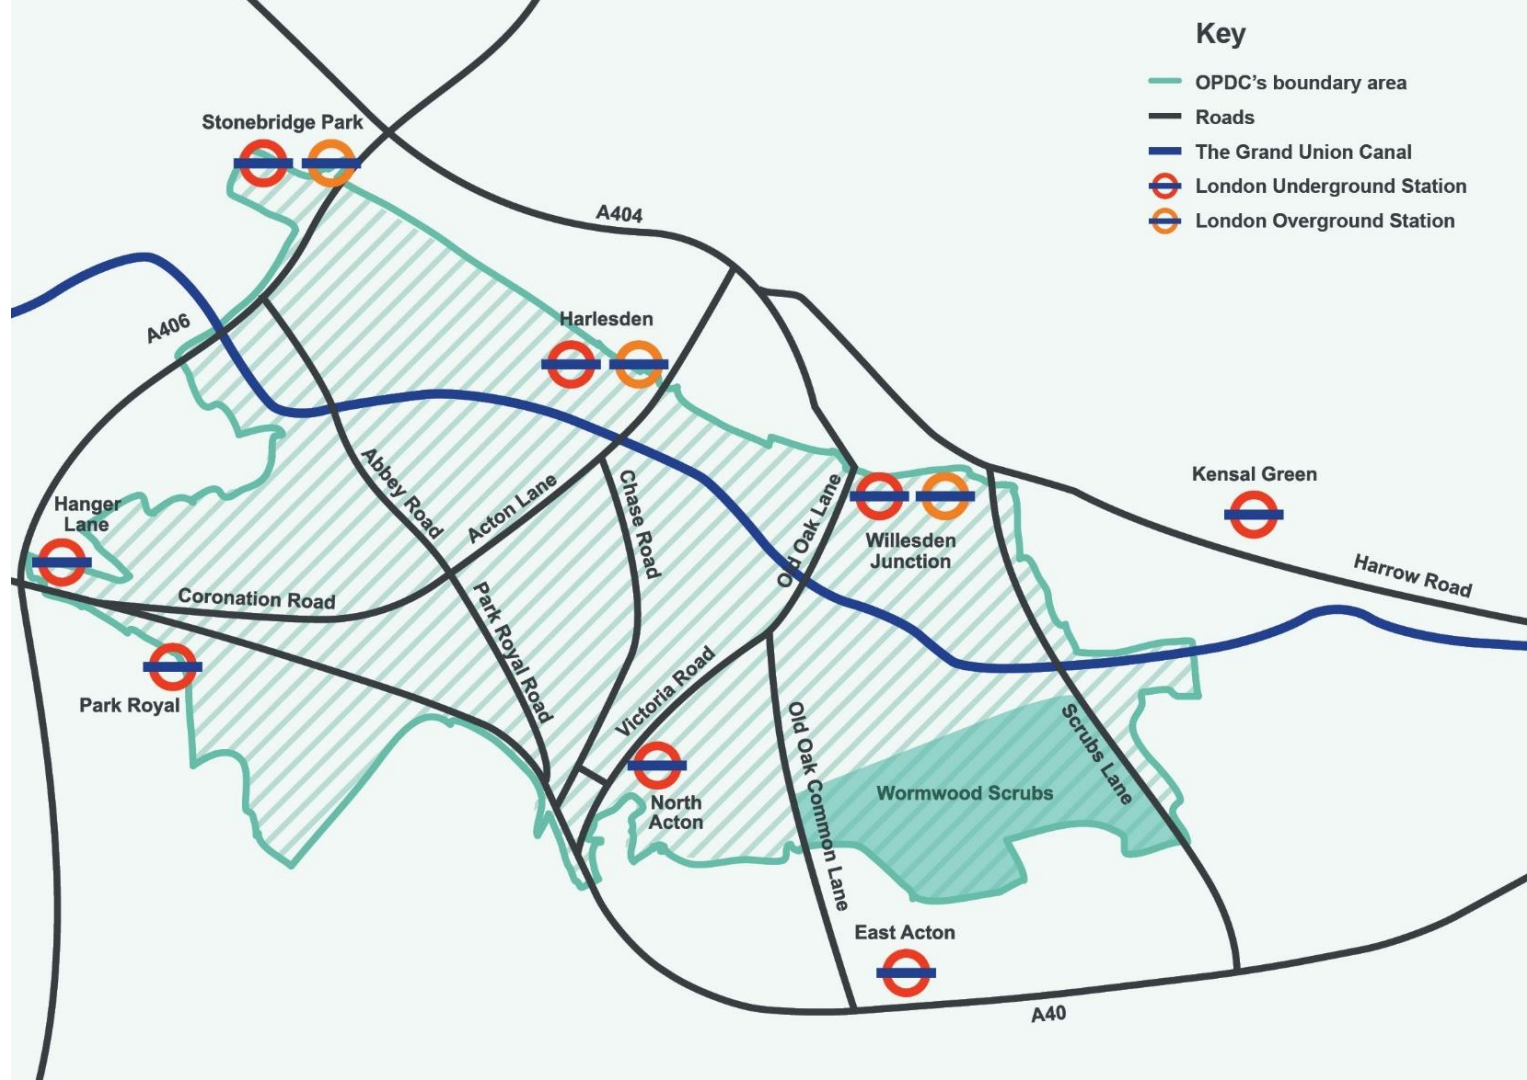 Key
OPDC's boundary area
Roads
The Grand Union Canal
London Underground Station
London Overground Station
Stonebridge Park
A404
A406
Harlesden
Hanger
Lane
Abbey Road
Acton Lane
Chase Road
Old Oak Lane
Willesden
Junction
Kensal Green
Harrow Road
Coronation Road
Park Royal Road
Park Royal
Victoria Road
Old Oak Common Lane
Scrubs Lane
Wormwood Scrubs
North
Acton
East Acton
A40